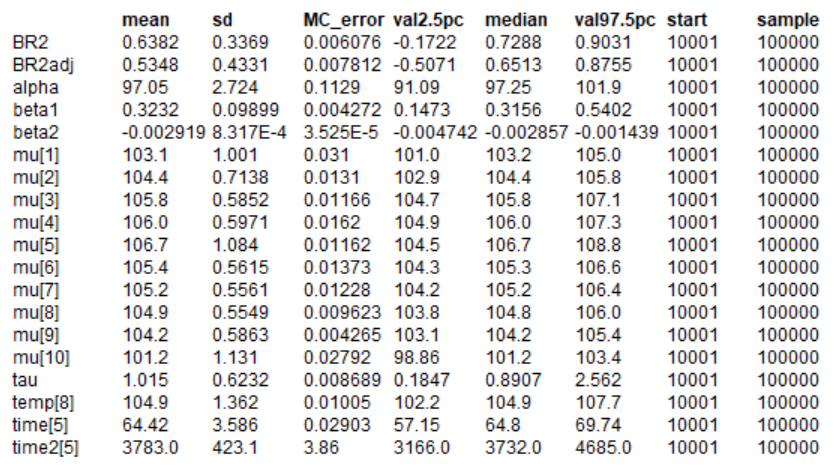 mean sd MC_error val2.5pc median val97.5pc start sample
BR2 0.6382 0.3369 0.006076 -0.1722 0.7288 0.9031 10001 100000
BR2adj 0.5348 0.4331 0.007812 -0.5071 0.6513 0.8755 10001 100000
alpha 97.05 2.724 0.1129 91.09 97.25 101.9 10001 100000
beta1 0.3232 0.09899 0.004272 0.1473 0.3156 0.5402 10001 100000
beta2 -0.002919 8.317E-4 3.525E-5 -0.004742 -0.002857 -0.001439 10001 100000
mu[1] 103.1 1.001 0.031 101.0 103.2 105.0 10001 100000
mu[2] 104.4 0.7138 0.0131 102.9 104.4 105.8 10001 100000
mu[3] 105.8 0.5852 0.01166 104.7 105.8 107.1 10001 100000
mu[4] 106.0 0.5971 0.0162 104.9 106.0 107.3 10001 100000
mu[5] 106.7 1.084 0.01162 104.5 106.7 108.8 10001 100000
mu[6] 105.4 0.5615 0.01373 104.3 105.3 106.6 10001 100000
mu[7] 105.2 0.5561 0.01228 104.2 105.2 106.4 10001 100000
mu[8] 104.9 0.5549 0.009623 103.8 104.8 106.0 10001 100000
mu[9] 104.2 0.5863 0.004265 103.1 104.2 105.4 10001 100000
mu[10] 101.2 1.131 0.02792 98.86 101.2 103.4 10001 100000
tau 1.015 0.6232 0.008689 0.1847 0.8907 2.562 10001 100000
temp[8] 104.9 1.362 0.01005 102.2 104.9 107.7 10001 100000
time[5] 64.42 3.586 0.02903 57.15 64.8 69.74 10001 100000
time2[5] 3783.0 423.1 3.86 3166.0 3732.0 4685.0 10001 100000